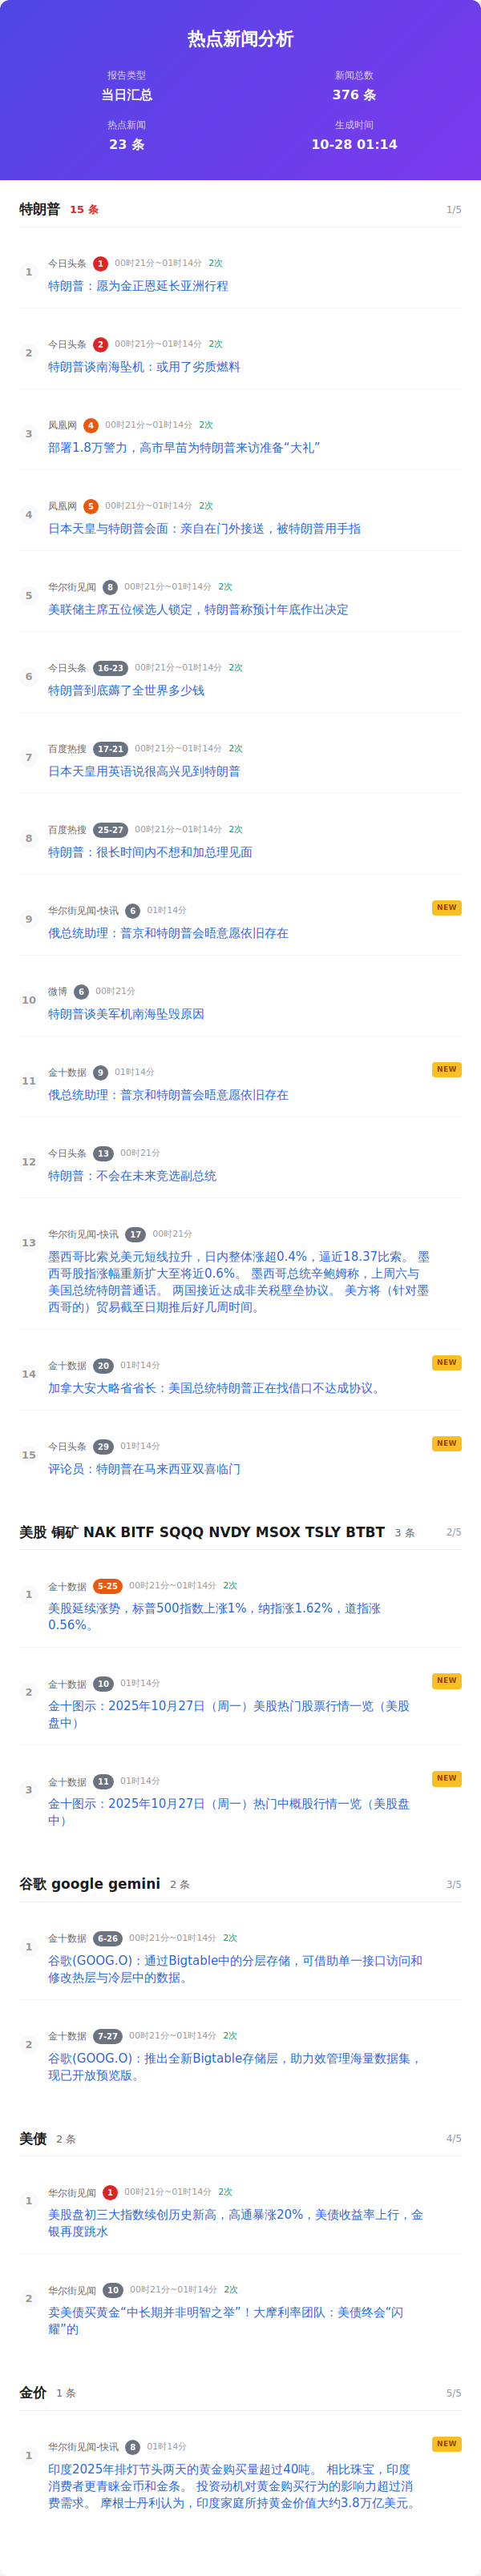 热点新闻分析
报告类型
新闻总数
当日汇总
376 条
热点新闻
生成时间
23 条
10-28 01:14
特朗普 15 条 1/5
1
今日头条 1 00时21分~01时14分 2次
特朗普：愿为金正恩延长亚洲行程
2
今日头条 2 00时21分~01时14分 2次
特朗普谈南海坠机：或用了劣质燃料
3
凤凰网 4 00时21分~01时14分 2次
部署1.8万警力，高市早苗为特朗普来访准备“大礼”
4
凤凰网 5 00时21分~01时14分 2次
日本天皇与特朗普会面：亲自在门外接送，被特朗普用手指
5
华尔街见闻 8 00时21分~01时14分 2次
美联储主席五位候选人锁定，特朗普称预计年底作出决定
6
今日头条 16-23 00时21分~01时14分 2次
特朗普到底薅了全世界多少钱
7
百度热搜 17-21 00时21分~01时14分 2次
日本天皇用英语说很高兴见到特朗普
8
百度热搜 25-27 00时21分~01时14分 2次
特朗普：很长时间内不想和加总理见面
9
华尔街见闻-快讯 6 01时14分 NEW
俄总统助理：普京和特朗普会晤意愿依旧存在
10
微博 6 00时21分
特朗普谈美军机南海坠毁原因
11
金十数据 9 01时14分 NEW
俄总统助理：普京和特朗普会晤意愿依旧存在
12
今日头条 13 00时21分
特朗普：不会在未来竞选副总统
13
华尔街见闻-快讯 17 00时21分
墨西哥比索兑美元短线拉升，日内整体涨超0.4%，逼近18.37比索。 墨
西哥股指涨幅重新扩大至将近0.6%。 墨西哥总统辛鲍姆称，上周六与
美国总统特朗普通话。 两国接近达成非关税壁垒协议。 美方将（针对墨
西哥的）贸易截至日期推后好几周时间。
14
金十数据 20 01时14分 NEW
加拿大安大略省省长：美国总统特朗普正在找借口不达成协议。
15
今日头条 29 01时14分 NEW
评论员：特朗普在马来西亚双喜临门
美股 铜矿 NAK BITF SQQQ NVDY MSOX TSLY BTBT 3 条 2/5
1
金十数据 5-25 00时21分~01时14分 2次
美股延续涨势，标普500指数上涨1%，纳指涨1.62%，道指涨
0.56%。
2
金十数据 10 01时14分 NEW
金十图示：2025年10月27日（周一）美股热门股票行情一览（美股
盘中）
3
金十数据 11 01时14分 NEW
金十图示：2025年10月27日（周一）热门中概股行情一览（美股盘
中）
谷歌 google gemini 2 条 3/5
1
金十数据 6-26 00时21分~01时14分 2次
谷歌(GOOG.O)：通过Bigtable中的分层存储，可借助单一接口访问和
修改热层与冷层中的数据。
2
金十数据 7-27 00时21分~01时14分 2次
谷歌(GOOG.O)：推出全新Bigtable存储层，助力效管理海量数据集，
现已开放预览版。
美债 2 条 4/5
1
华尔街见闻 1 00时21分~01时14分 2次
美股盘初三大指数续创历史新高，高通暴涨20%，美债收益率上行，金
银再度跳水
2
华尔街见闻 10 00时21分~01时14分 2次
卖美债买黄金“中长期并非明智之举”！大摩利率团队：美债终会“闪
耀”的
金价 1 条 5/5
1
华尔街见闻-快讯 8 01时14分 NEW
印度2025年排灯节头两天的黄金购买量超过40吨。 相比珠宝，印度
消费者更青睐金币和金条。 投资动机对黄金购买行为的影响力超过消
费需求。 摩根士丹利认为，印度家庭所持黄金价值大约3.8万亿美元。